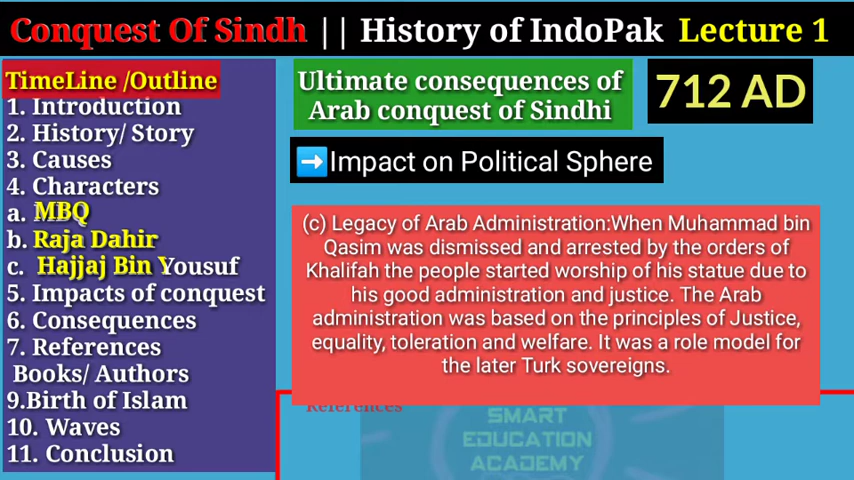 Conquest Of Sindh || History of IndoPak Lecture 1
TimeLine /Outline
1. Introduction
2. History/ Story
3. Causes
4. Characters
a. MBQ
b. Raja Dahir
c. Hajjaj Bin Yousuf
5. Impacts of conquest
6. Consequences
7. References
Books/ Authors
9.Birth of Islam
10. Waves
11. Conclusion
Ultimate consequences of
Arab conquest of Sindhi
712 AD
➡Impact on Political Sphere
(c) Legacy of Arab Administration:When Muhammad bin
Qasim was dismissed and arrested by the orders of
Khalifah the people started worship of his statue due to
his good administration and justice. The Arab
administration was based on the principles of Justice,
equality, toleration and welfare. It was a role model for
the later Turk sovereigns.
References
SMART
EDUCATION
ACADEMY